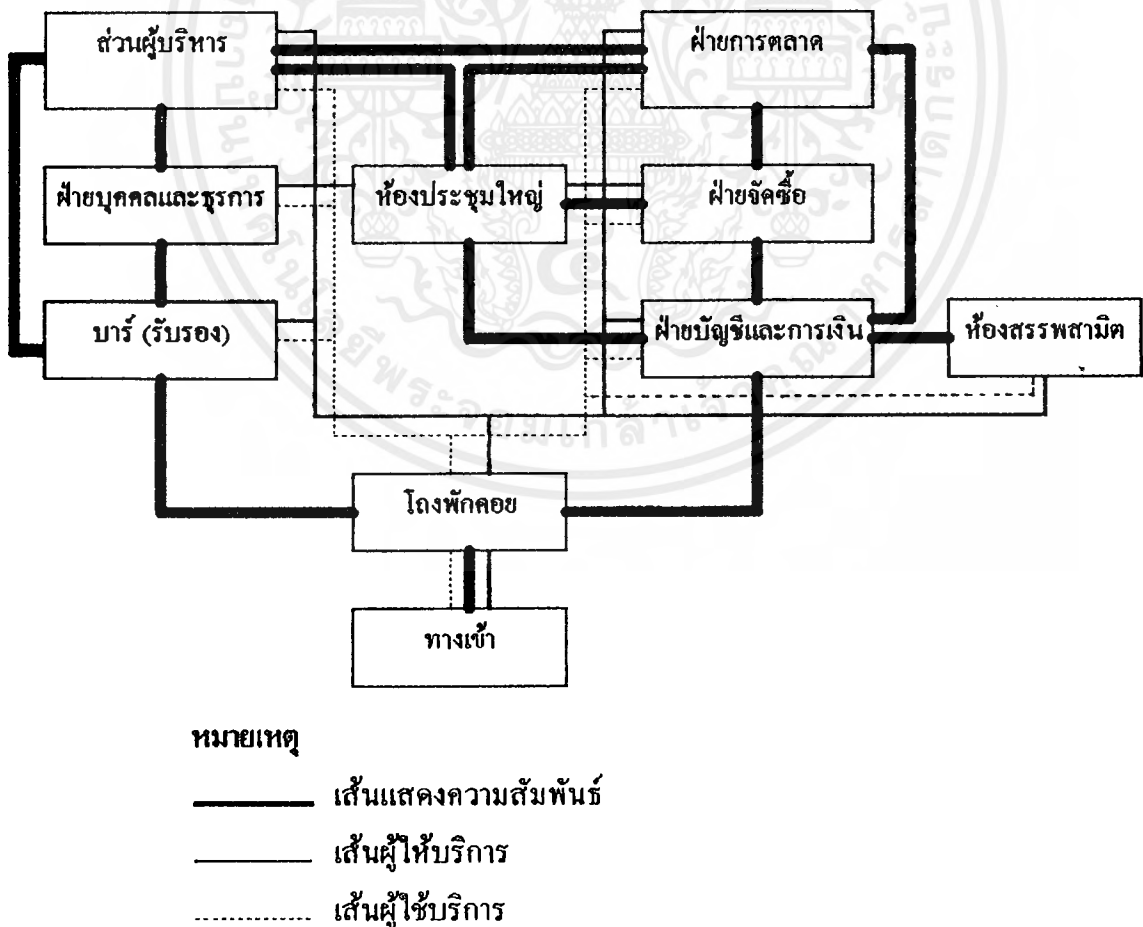 ส่วนผู้บริหาร
ฝ่ายการตลาด
ฝ่ายบุคคลและธุรการ
ห้องประชุมใหญ่
ฝ่ายจัดซื้อ
บาร์ (รับรอง)
ฝ่ายบัญชีและการเงิน
ห้องสรรพสามิต
โถงพักคอย
ทางเข้า
หมายเหตุ
เส้นแสดงความสัมพันธ์
เส้นผู้ให้บริการ
เส้นผู้ใช้บริการ